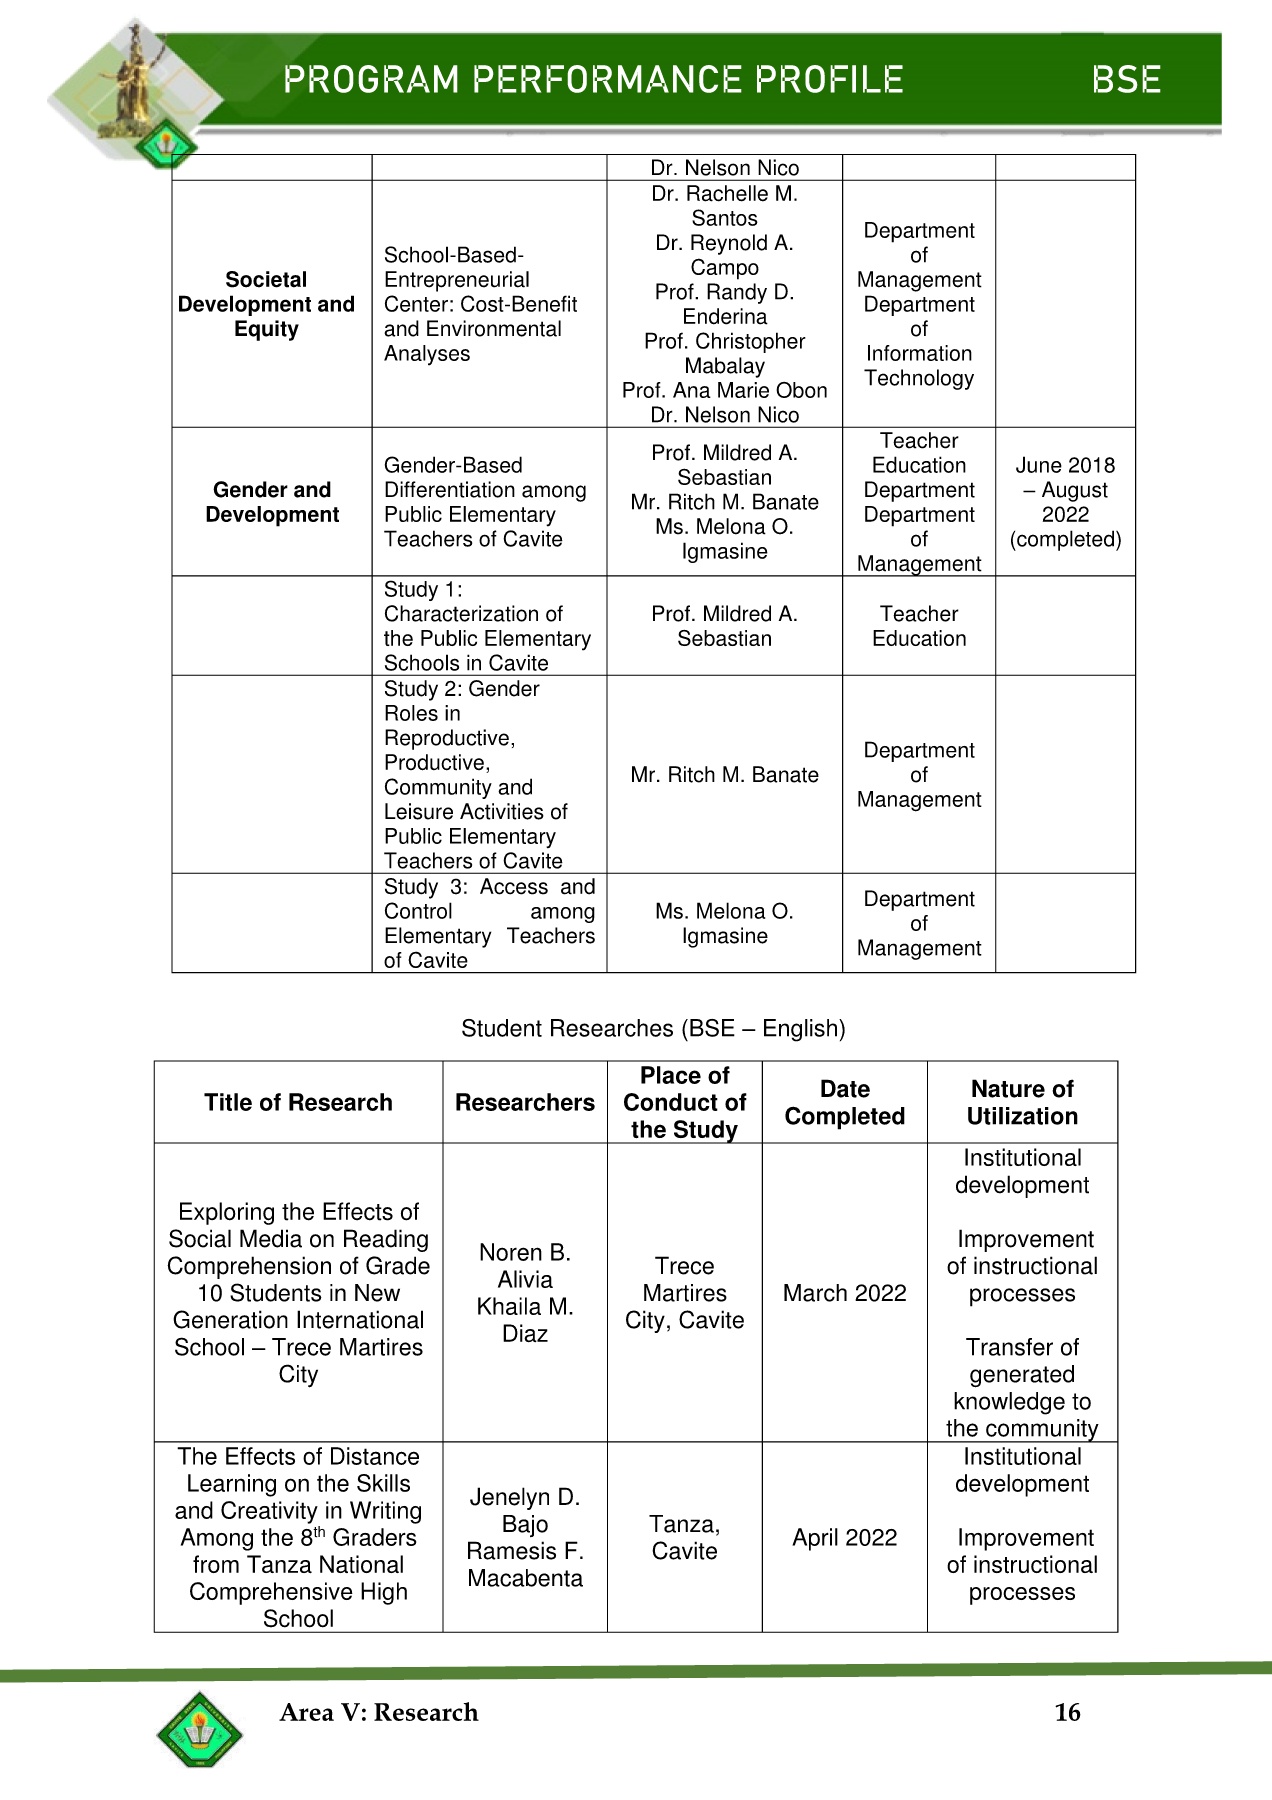 PROGRAM PERFORMANCE PROFILE BSE
Dr. Nelson Nico
Societal
Development and
Equity
School-Based-
Entrepreneurial
Center: Cost-Benefit
and Environmental
Analyses
Dr. Rachelle M.
Santos
Dr. Reynold A.
Campo
Prof. Randy D.
Enderina
Prof. Christopher
Mabalay
Prof. Ana Marie Obon
Dr. Nelson Nico
Department
of
Management
Department
of
Information
Technology
Gender and
Development
Gender-Based
Differentiation among
Public Elementary
Teachers of Cavite
Prof. Mildred A.
Sebastian
Mr. Ritch M. Banate
Ms. Melona O.
Igmasine
Teacher
Education
Department
Department
of
Management
June 2018
– August
2022
(completed)
Study 1:
Characterization of
the Public Elementary
Schools in Cavite
Prof. Mildred A.
Sebastian
Teacher
Education
Study 2: Gender
Roles in
Reproductive,
Productive,
Community and
Leisure Activities of
Public Elementary
Teachers of Cavite
Mr. Ritch M. Banate
Department
of
Management
Study 3: Access and
Control among
Elementary Teachers
of Cavite
Ms. Melona O.
Igmasine
Department
of
Management
Student Researches (BSE – English)
Title of Research
Researchers
Place of
Conduct of
the Study
Date
Completed
Nature of
Utilization
Exploring the Effects of
Social Media on Reading
Comprehension of Grade
10 Students in New
Generation International
School – Trece Martires
City
Noren B.
Alivia
Khaila M.
Diaz
Trece
Martires
City, Cavite
March 2022
Institutional
development
Improvement
of instructional
processes
Transfer of
generated
knowledge to
the community
The Effects of Distance
Learning on the Skills
and Creativity in Writing
Among the 8th Graders
from Tanza National
Comprehensive High
School
Jenelyn D.
Bajo
Ramesis F.
Macabenta
Tanza,
Cavite
April 2022
Institutional
development
Improvement
of instructional
processes
Area V: Research 16